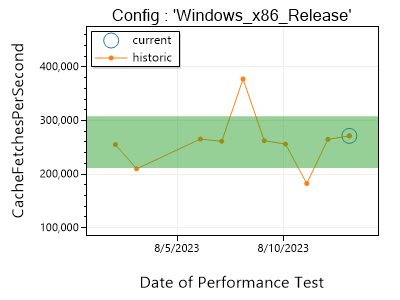 Config : 'Windows_x86_Release'
current
historic
CacheFetchesPerSecond
400,000
300,000
200,000
100,000
8/5/2023
8/10/2023
Date of Performance Test